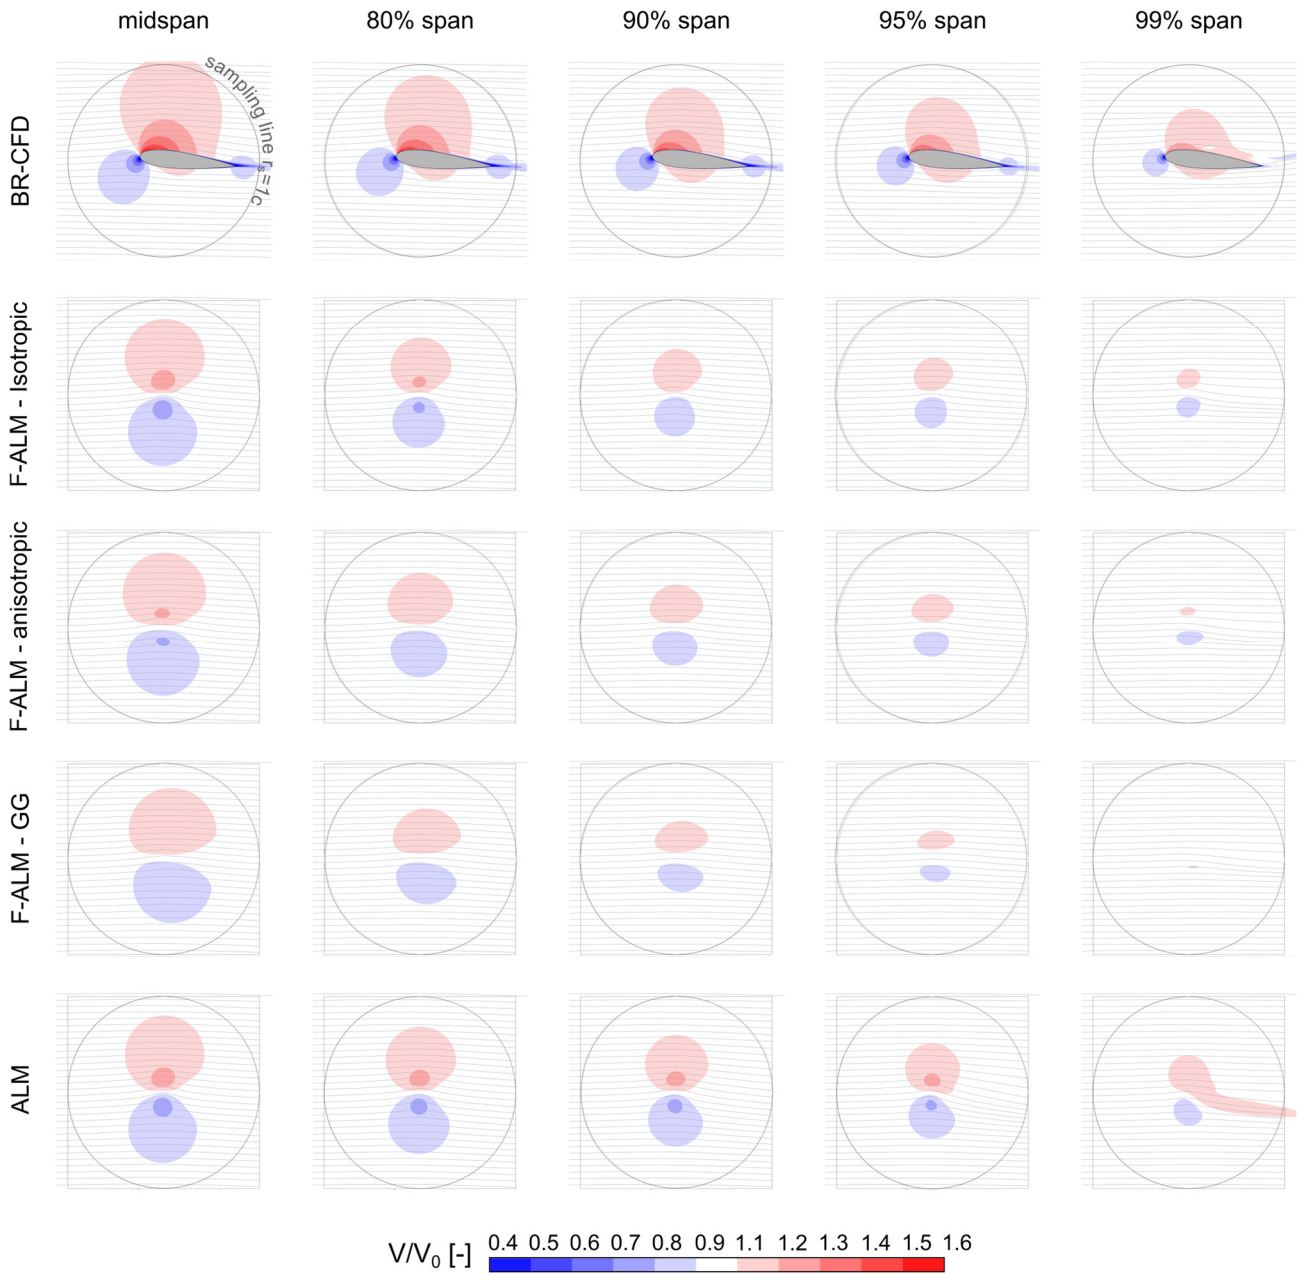 midspan 80% span 90% span 95% span 99% span
BR-CFD
sampling line rₛ=1c
F-ALM - Isotropic
F-ALM - anisotropic
F-ALM - GG
ALM
V/V₀ [-] 0.4 0.5 0.6 0.7 0.8 0.9 1.1 1.2 1.3 1.4 1.5 1.6